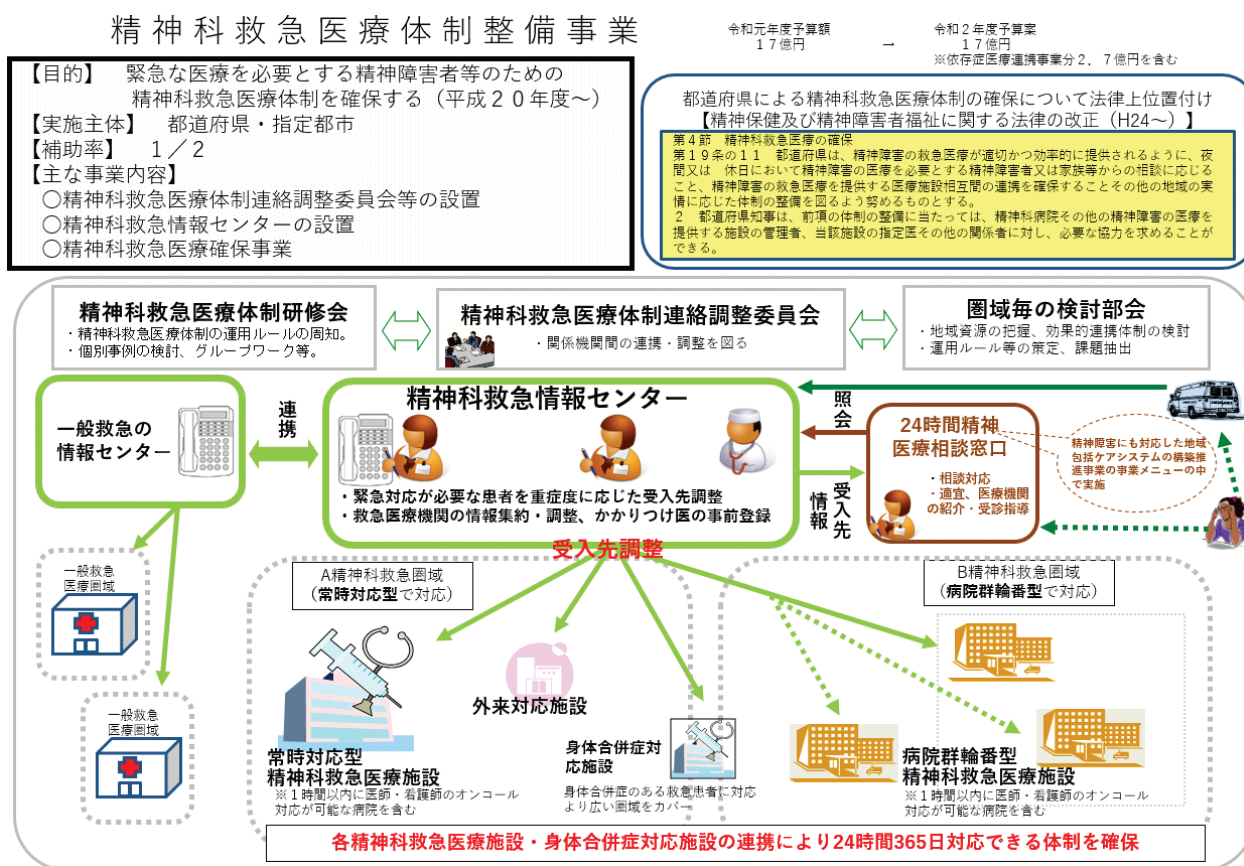 精神科救急医療体制整備事業
令和元年度予算額
１７億円
→
令和２年度予算案
１７億円
※依存症医療連携事業分２．７億円を含む
【目的】　緊急な医療を必要とする精神障害者等のための
精神科救急医療体制を確保する（平成２０年度～）
【実施主体】　都道府県・指定都市
【補助率】　１／２
【主な事業内容】
○精神科救急医療体制連絡調整委員会等の設置
○精神科救急情報センターの設置
○精神科救急医療確保事業
都道府県による精神科救急医療体制の確保について法律上位置付け
【精神保健及び精神障害者福祉に関する法律の改正（H24～）】
第４節　精神科救急医療の確保
第１９条の１１　都道府県は、精神障害の救急医療が適切かつ効率的に提供されるように、夜
間又は　休日において精神障害の医療を必要とする精神障害者又は家族等からの相談に応じる
こと、精神障害の救急医療を提供する医療施設相互間の連携を確保することその他の地域の実
情に応じた体制の整備を図るよう努めるものとする。
２　都道府県知事は、前項の体制の整備に当たっては、精神科病院その他の精神障害の医療を
提供する施設の管理者、当該施設の指定医その他の関係者に対し、必要な協力を求めることが
できる。
精神科救急医療体制研修会
・精神科救急医療体制の運用ルールの周知。
・個別事例の検討、グループワーク等。
精神科救急医療体制連絡調整委員会
・関係機関間の連携・調整を図る
圏域毎の検討部会
・地域資源の把握、効果的連携体制の検討
・運用ルール等の策定、課題抽出
一般救急の
情報センター
連携
精神科救急情報センター
・緊急対応が必要な患者を重症度に応じた受入先調整
・救急医療機関の情報集約・調整、かかりつけ医の事前登録
照会
受入先
情報
24時間精神
医療相談窓口
・相談対応
・適宜、医療機関
の紹介・受診指導
精神障害にも対応した地域
包括ケアシステムの構築推
進事業の事業メニューの中
で実施
受入先調整
一般救急
医療圏域
一般救急
医療圏域
A精神科救急圏域
（常時対応型で対応）
B精神科救急圏域
（病院群輪番型で対応）
常時対応型
精神科救急医療施設
※１時間以内に医師・看護師のオンコール
対応が可能な病院を含む
外来対応施設
身体合併症対
応施設
身体合併症のある救急患者に対応
より広い圏域をカバー
病院群輪番型
精神科救急医療施設
※１時間以内に医師・看護師のオンコール
対応が可能な病院を含む
各精神科救急医療施設・身体合併症対応施設の連携により24時間365日対応できる体制を確保